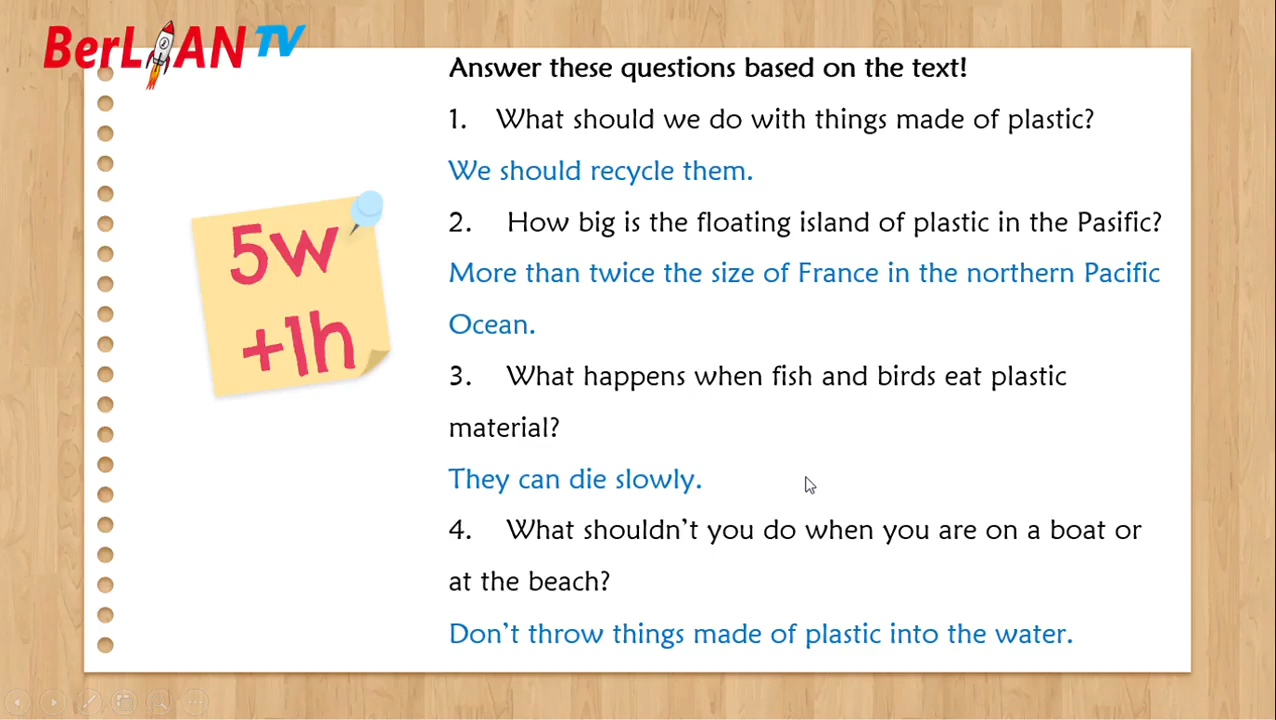 BerLIAN TV
Answer these questions based on the text!
1. What should we do with things made of plastic?
We should recycle them.
2. How big is the floating island of plastic in the Pasific?
More than twice the size of France in the northern Pacific
Ocean.
3. What happens when fish and birds eat plastic
material?
They can die slowly.
4. What shouldn't you do when you are on a boat or
at the beach?
Don't throw things made of plastic into the water.
5w
+1h